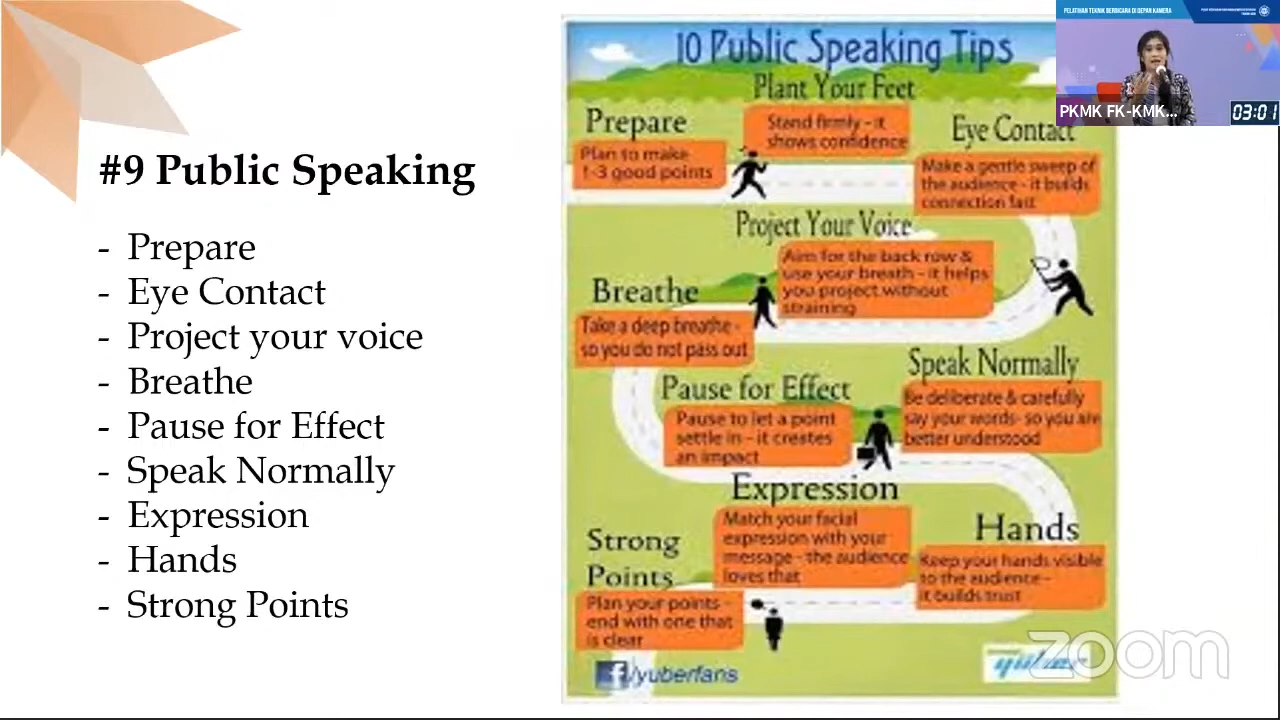 #9 Public Speaking
- Prepare
- Eye Contact
- Project your voice
- Breathe
- Pause for Effect
- Speak Normally
- Expression
- Hands
- Strong Points
10 Public Speaking Tips
Plant Your Feet
Stand firmly - it
shows confidence
Prepare
Plan to make
1-3 good points
Eye Contact
Make a gentle sweep of
the audience - it builds
connection fast
Project Your Voice
Aim for the back row &
use your breath - it helps
you project without
straining
Breathe
Take a deep breathe -
so you do not pass out
Speak Normally
Be deliberate & carefully
say your words- so you are
better understood
Pause for Effect
Pause to let a point
settle in - it creates
an impact
Expression
Match your facial
expression with your
message - the audience
loves that
Hands
Keep your hands visible
to the audience -
it builds trust
Strong
Points
Plan your points -
end with one that
is clear
f/yuberfans
zoom
PELATIHAN TEKNIK BERBICARA DI DEPAN KAMERA
PKMK FK-KMK...
03:01